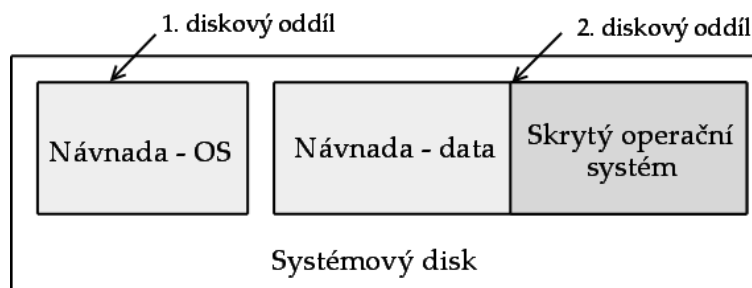 1. diskový oddíl
2. diskový oddíl
Návnada - OS
Návnada - data
Skrytý operační
systém
Systémový disk